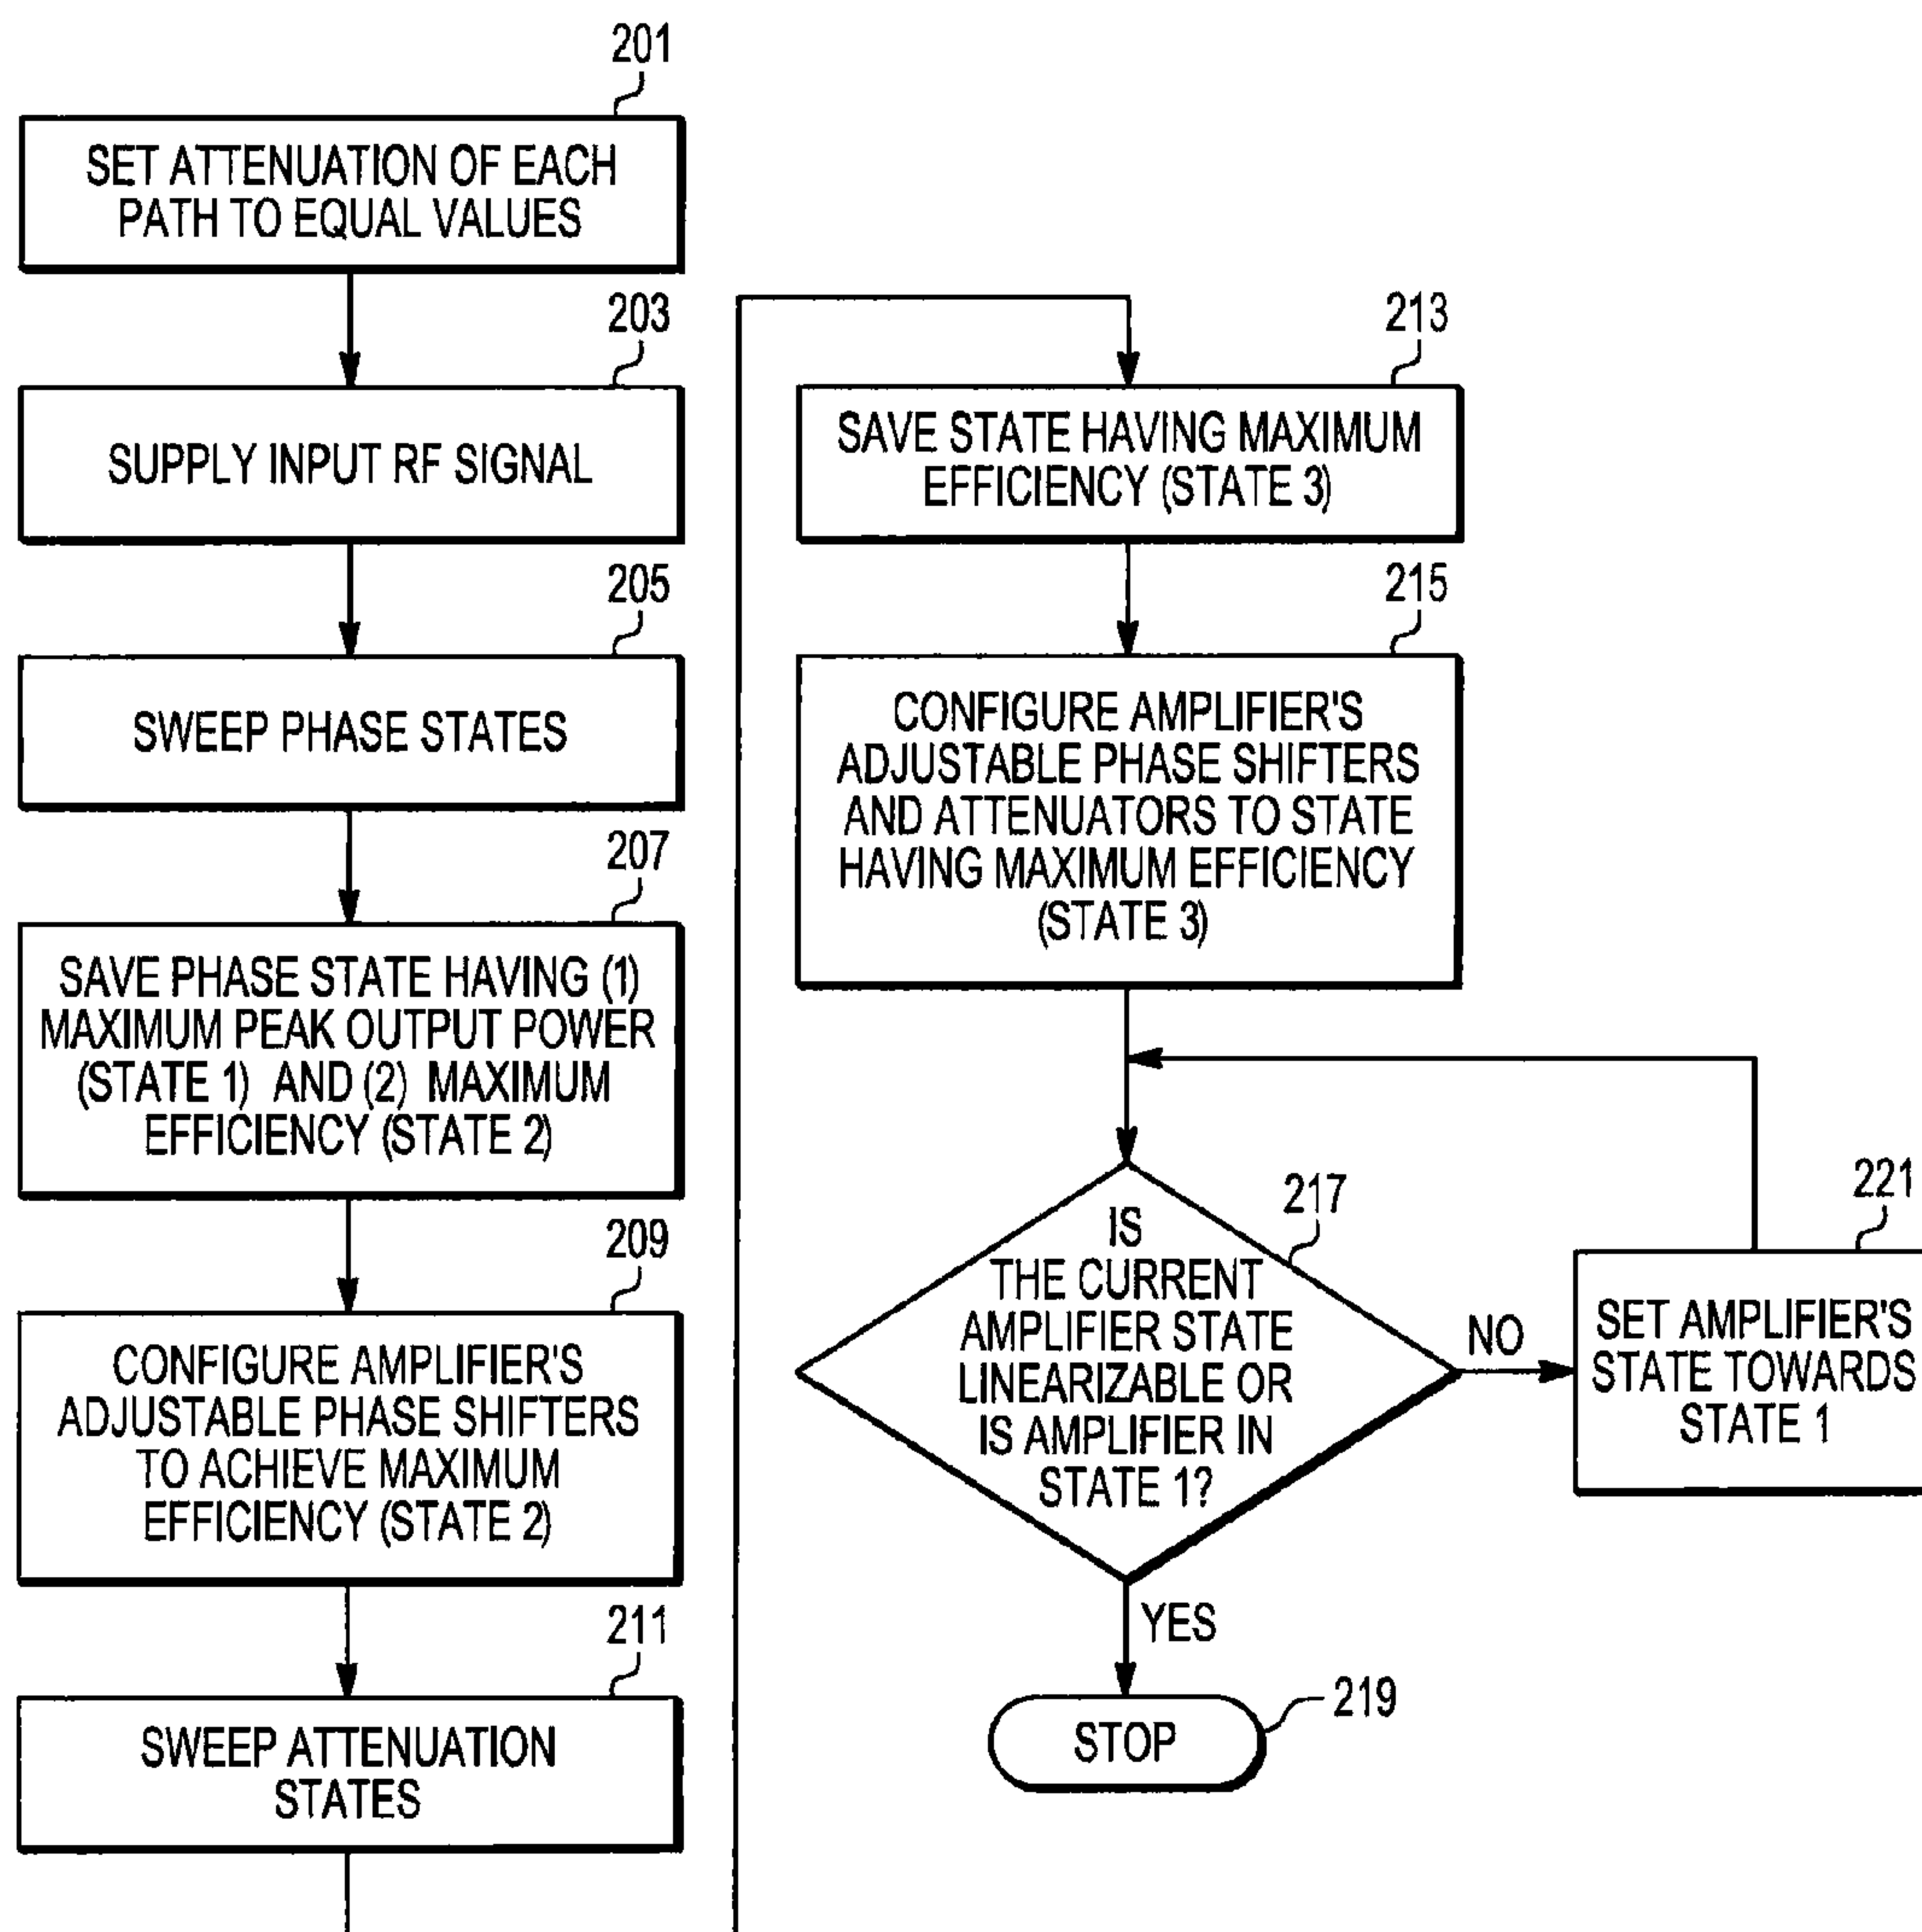 201
SET ATTENUATION OF EACH
PATH TO EQUAL VALUES
203
SUPPLY INPUT RF SIGNAL
205
SWEEP PHASE STATES
207
SAVE PHASE STATE HAVING (1)
MAXIMUM PEAK OUTPUT POWER
(STATE 1) AND (2) MAXIMUM
EFFICIENCY (STATE 2)
209
CONFIGURE AMPLIFIER'S
ADJUSTABLE PHASE SHIFTERS
TO ACHIEVE MAXIMUM
EFFICIENCY (STATE 2)
211
SWEEP ATTENUATION
STATES
213
SAVE STATE HAVING MAXIMUM
EFFICIENCY (STATE 3)
215
CONFIGURE AMPLIFIER'S
ADJUSTABLE PHASE SHIFTERS
AND ATTENUATORS TO STATE
HAVING MAXIMUM EFFICIENCY
(STATE 3)
217
IS
THE CURRENT
AMPLIFIER STATE
LINEARIZABLE OR
IS AMPLIFIER IN
STATE 1?
NO
221
SET AMPLIFIER'S
STATE TOWARDS
STATE 1
YES
STOP
219